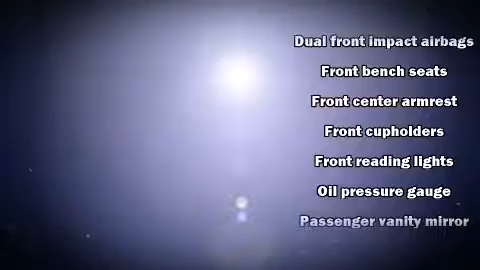 Dual front impact airbags
Front bench seats
Front center armrest
Front cupholders
Front reading lights
Oil pressure gauge
Passenger vanity mirror